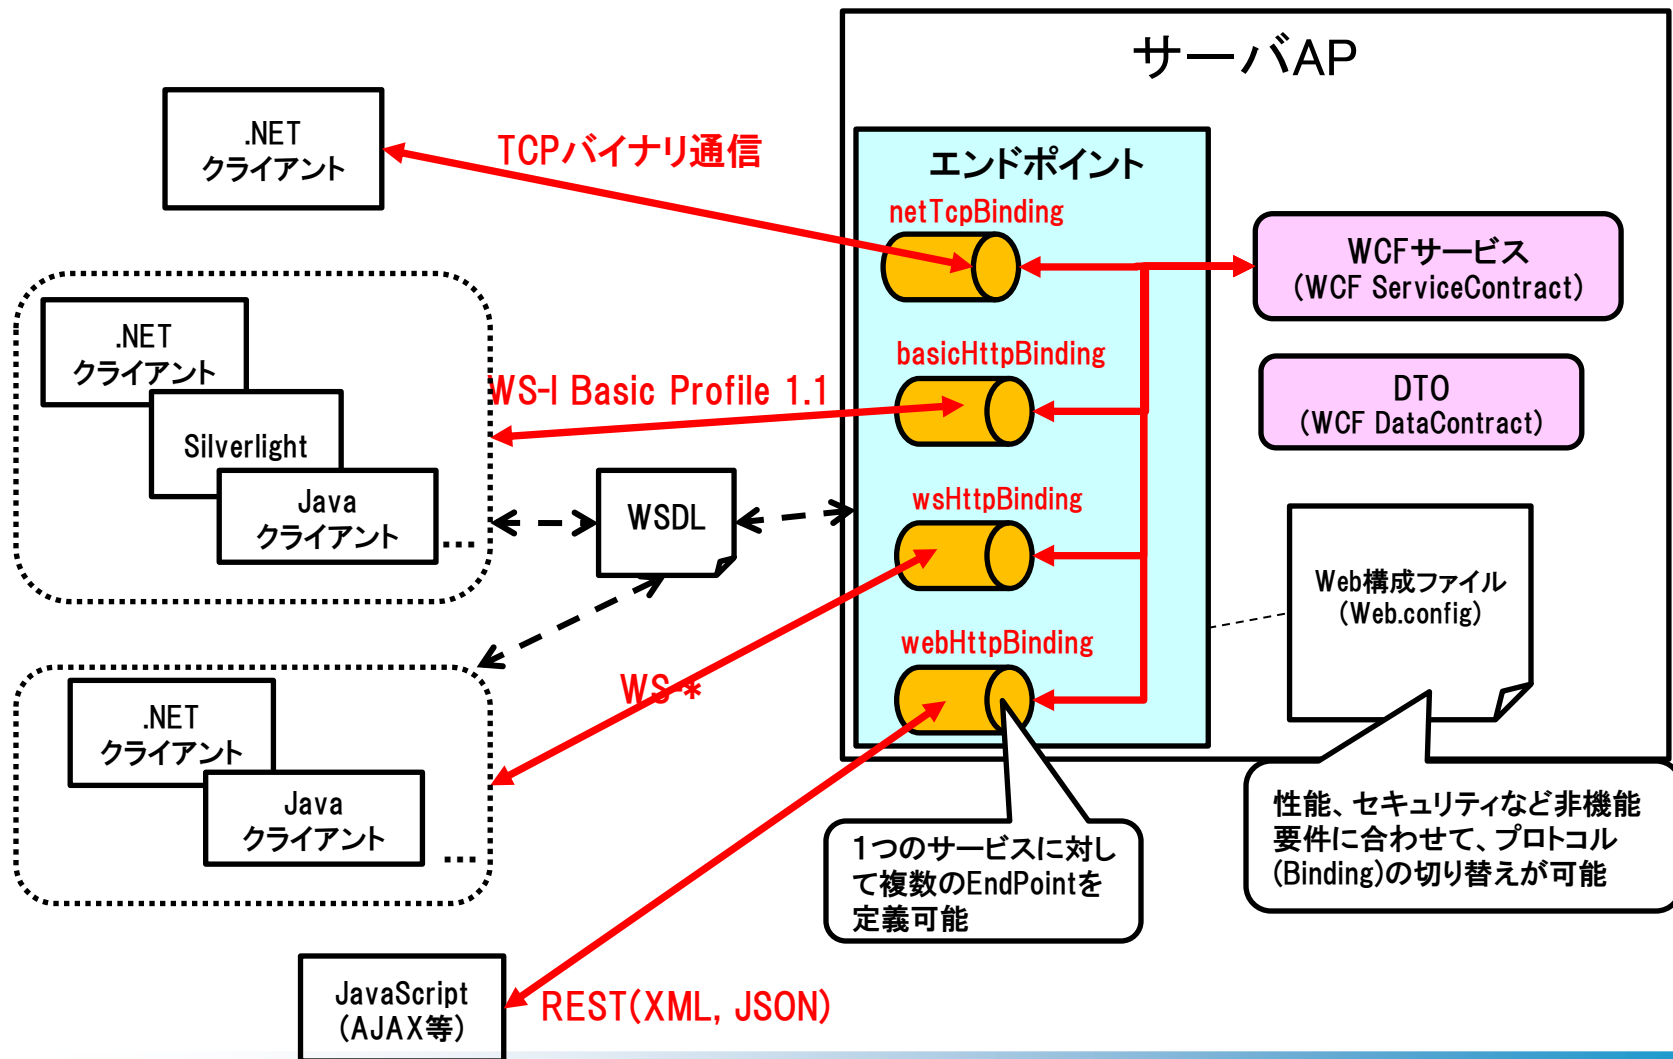 サーバAP
.NET
クライアント
TCPバイナリ通信
エンドポイント
netTcpBinding
WCFサービス
(WCF ServiceContract)
.NET
クライアント
Silverlight
Java
クライアント
...
WS-I Basic Profile 1.1
basicHttpBinding
DTO
(WCF DataContract)
WSDL
wsHttpBinding
Web構成ファイル
(Web.config)
webHttpBinding
WS-*
.NET
クライアント
Java
クライアント
...
1つのサービスに対し
て複数のEndPointを
定義可能
性能、セキュリティなど非機能
要件に合わせて、プロトコル
(Binding)の切り替えが可能
JavaScript
(AJAX等)
REST(XML, JSON)